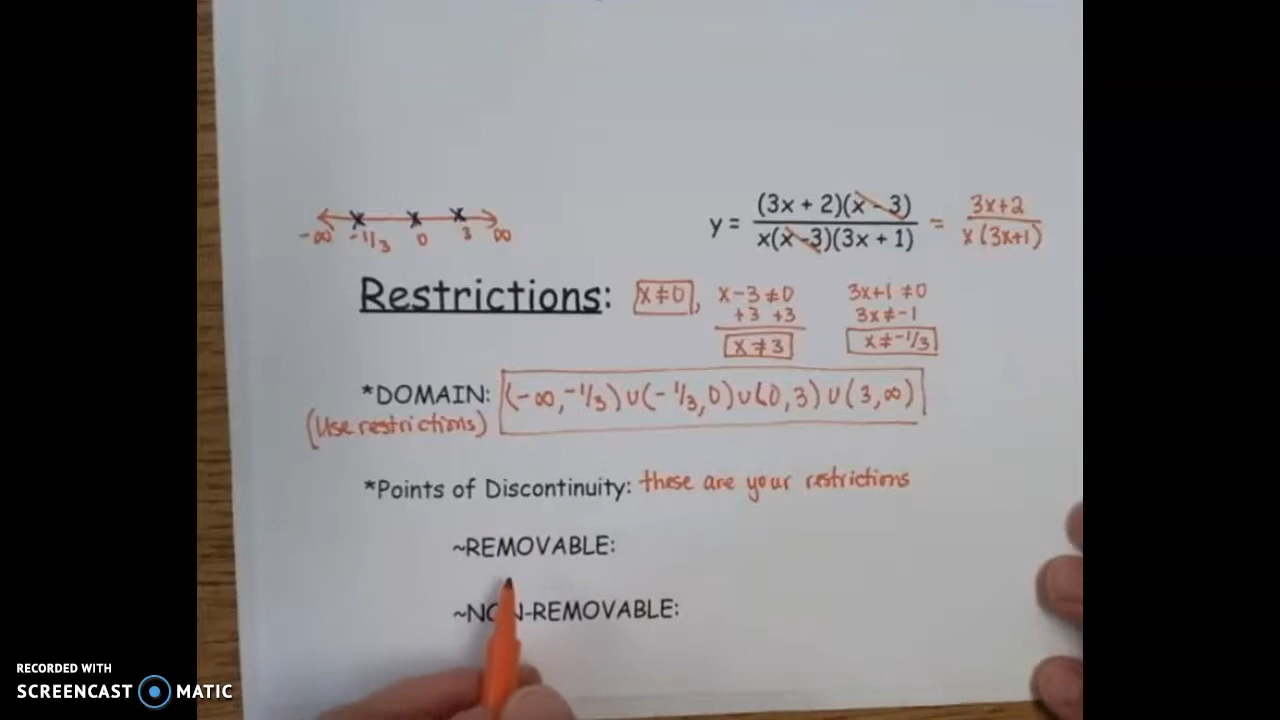 y = (3x + 2)(x - 3) / x(x - 3)(3x + 1) = 3x+2 / x(3x+1)
-∞ -1/3 0 3 ∞
Restrictions: x≠0, x-3≠0 3x+1≠0
+3 +3 3x≠-1
x≠3 x≠-1/3
*DOMAIN: (-∞,-1/3)∪(-1/3,0)∪(0,3)∪(3,∞)
(Use restrictions)
*Points of Discontinuity: these are your restrictions
~REMOVABLE:
~NON-REMOVABLE:
RECORDED WITH
SCREENCAST MATIC